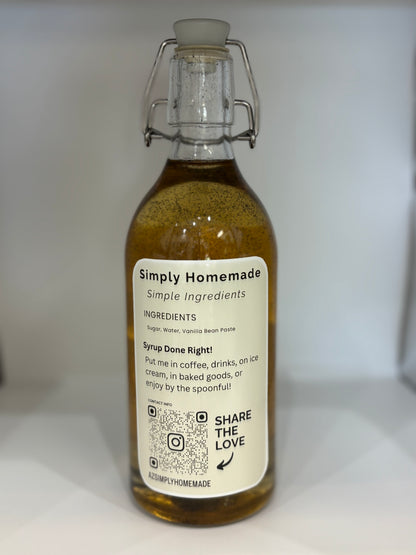 Simply Homemade
Simple Ingredients
INGREDIENTS
Sugar, Water, Vanilla Bean Paste
Syrup Done Right!
Put me in coffee, drinks, on ice
cream, in baked goods, or
enjoy by the spoonful!
CONTACT INFO
SHARE
THE
LOVE
AZSIMPLYHOMEMADE